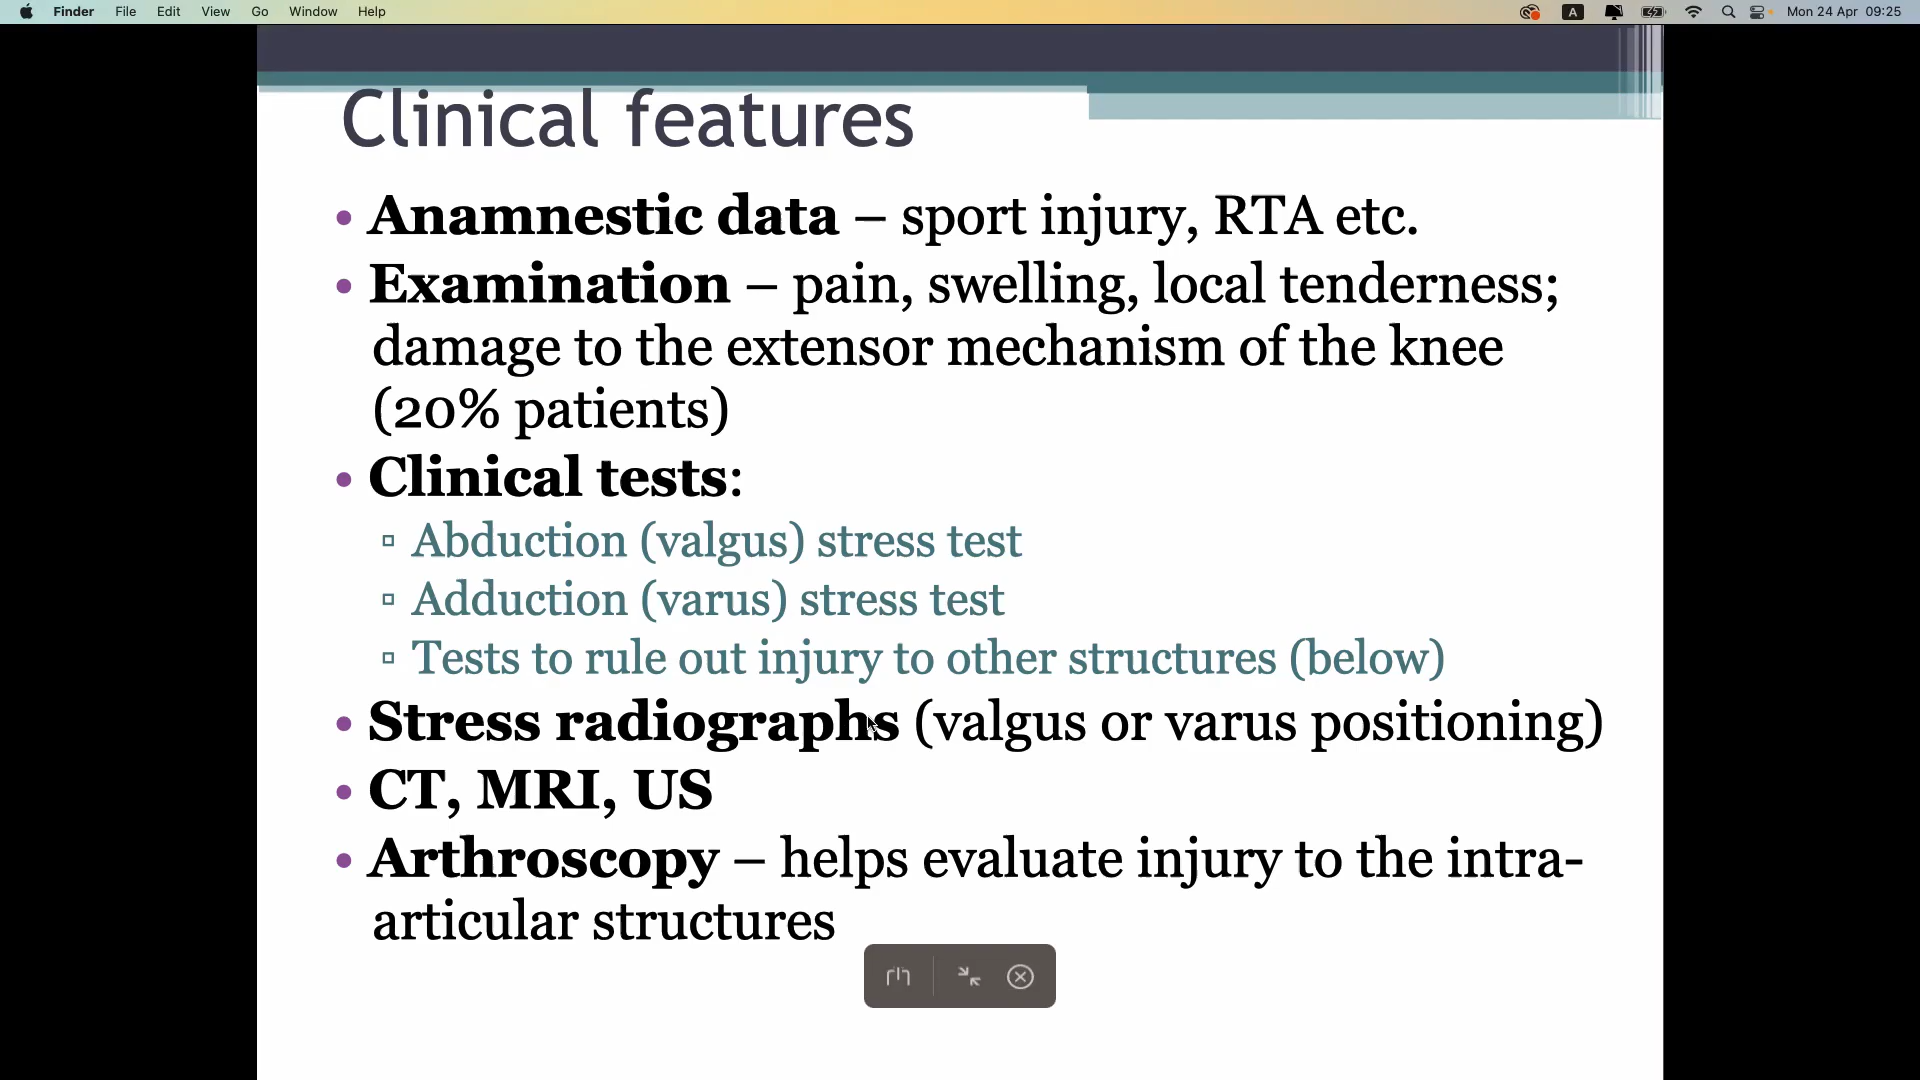 Finder File Edit View Go Window Help A Mon 24 Apr 09:25
Clinical features
• Anamnestic data – sport injury, RTA etc.
• Examination – pain, swelling, local tenderness;
damage to the extensor mechanism of the knee
(20% patients)
• Clinical tests:
▫ Abduction (valgus) stress test
▫ Adduction (varus) stress test
▫ Tests to rule out injury to other structures (below)
• Stress radiographs (valgus or varus positioning)
• CT, MRI, US
• Arthroscopy – helps evaluate injury to the intra-
articular structures